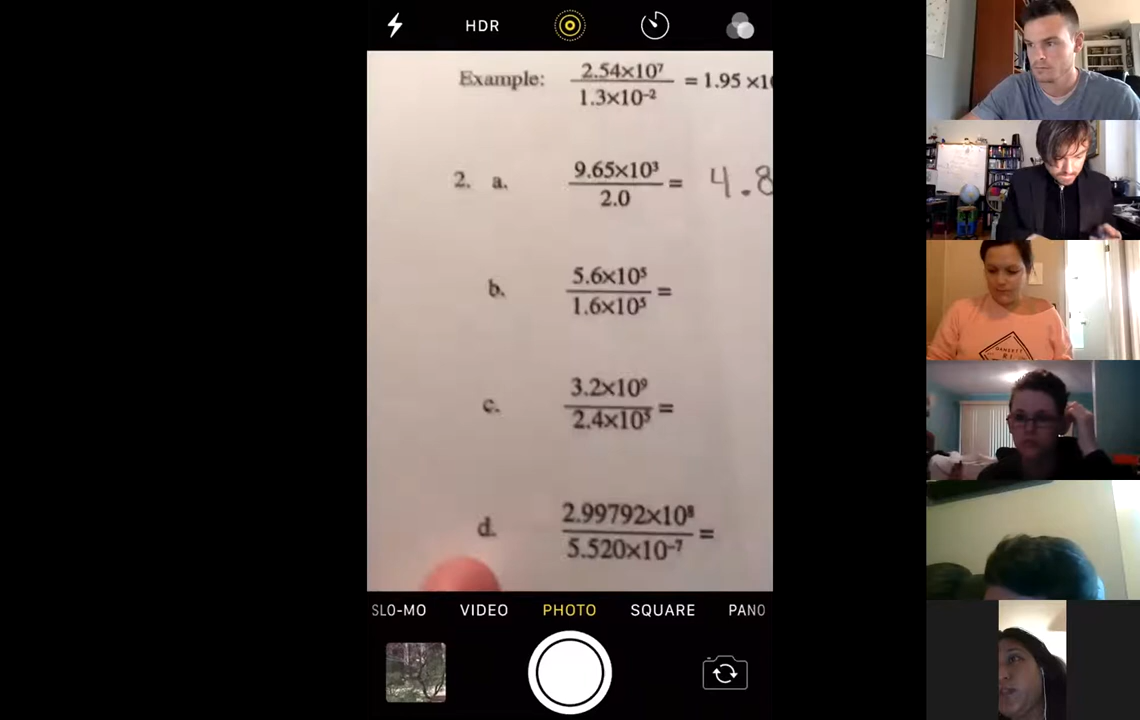 HDR
Example: 2.54×10⁷ / 1.3×10⁻² = 1.95 ×10
2. a. 9.65×10³ / 2.0 = 4.8
b. 5.6×10⁵ / 1.6×10⁵ =
c. 3.2×10⁹ / 2.4×10⁵ =
d. 2.99792×10⁸ / 5.520×10⁻⁷ =
SLO-MO VIDEO PHOTO SQUARE PANO